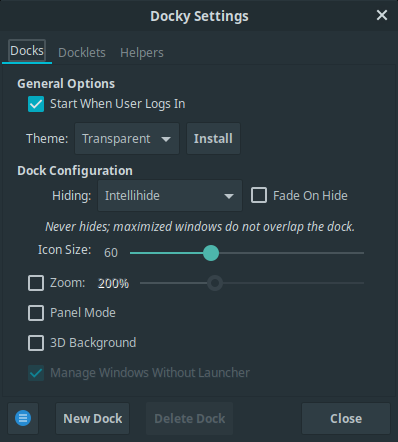 Docky Settings
Docks Docklets Helpers
General Options
Start When User Logs In
Theme: Transparent Install
Dock Configuration
Hiding: Intellihide Fade On Hide
Never hides; maximized windows do not overlap the dock.
Icon Size: 60
Zoom: 200%
Panel Mode
3D Background
Manage Windows Without Launcher
New Dock Delete Dock Close